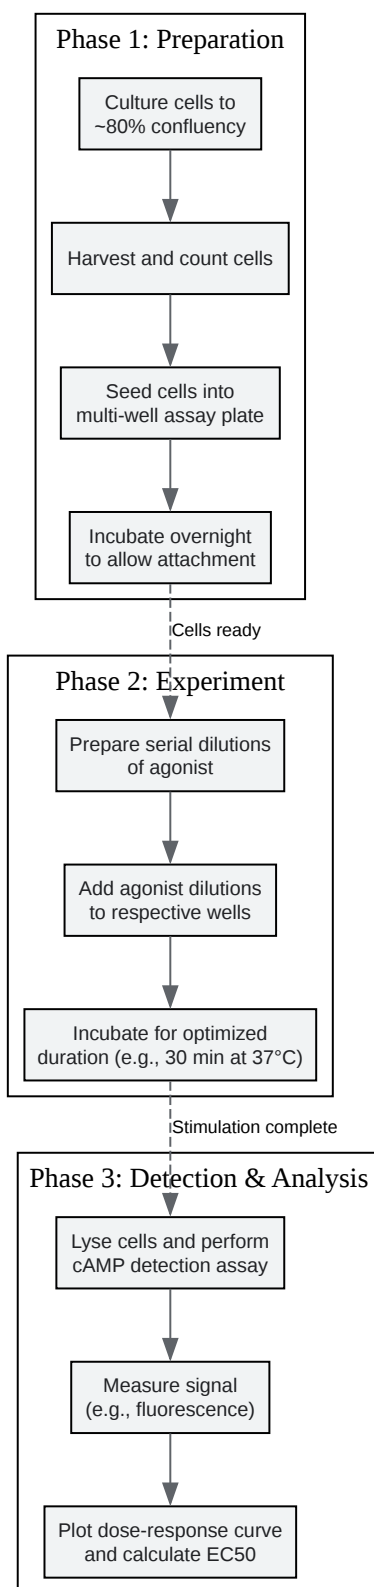 Phase 1: Preparation
Culture cells to
~80% confluency
Harvest and count cells
Seed cells into
multi-well assay plate
Incubate overnight
to allow attachment
Cells ready
Phase 2: Experiment
Prepare serial dilutions
of agonist
Add agonist dilutions
to respective wells
Incubate for optimized
duration (e.g., 30 min at 37°C)
Stimulation complete
Phase 3: Detection & Analysis
Lyse cells and perform
cAMP detection assay
Measure signal
(e.g., fluorescence)
Plot dose-response curve
and calculate EC50